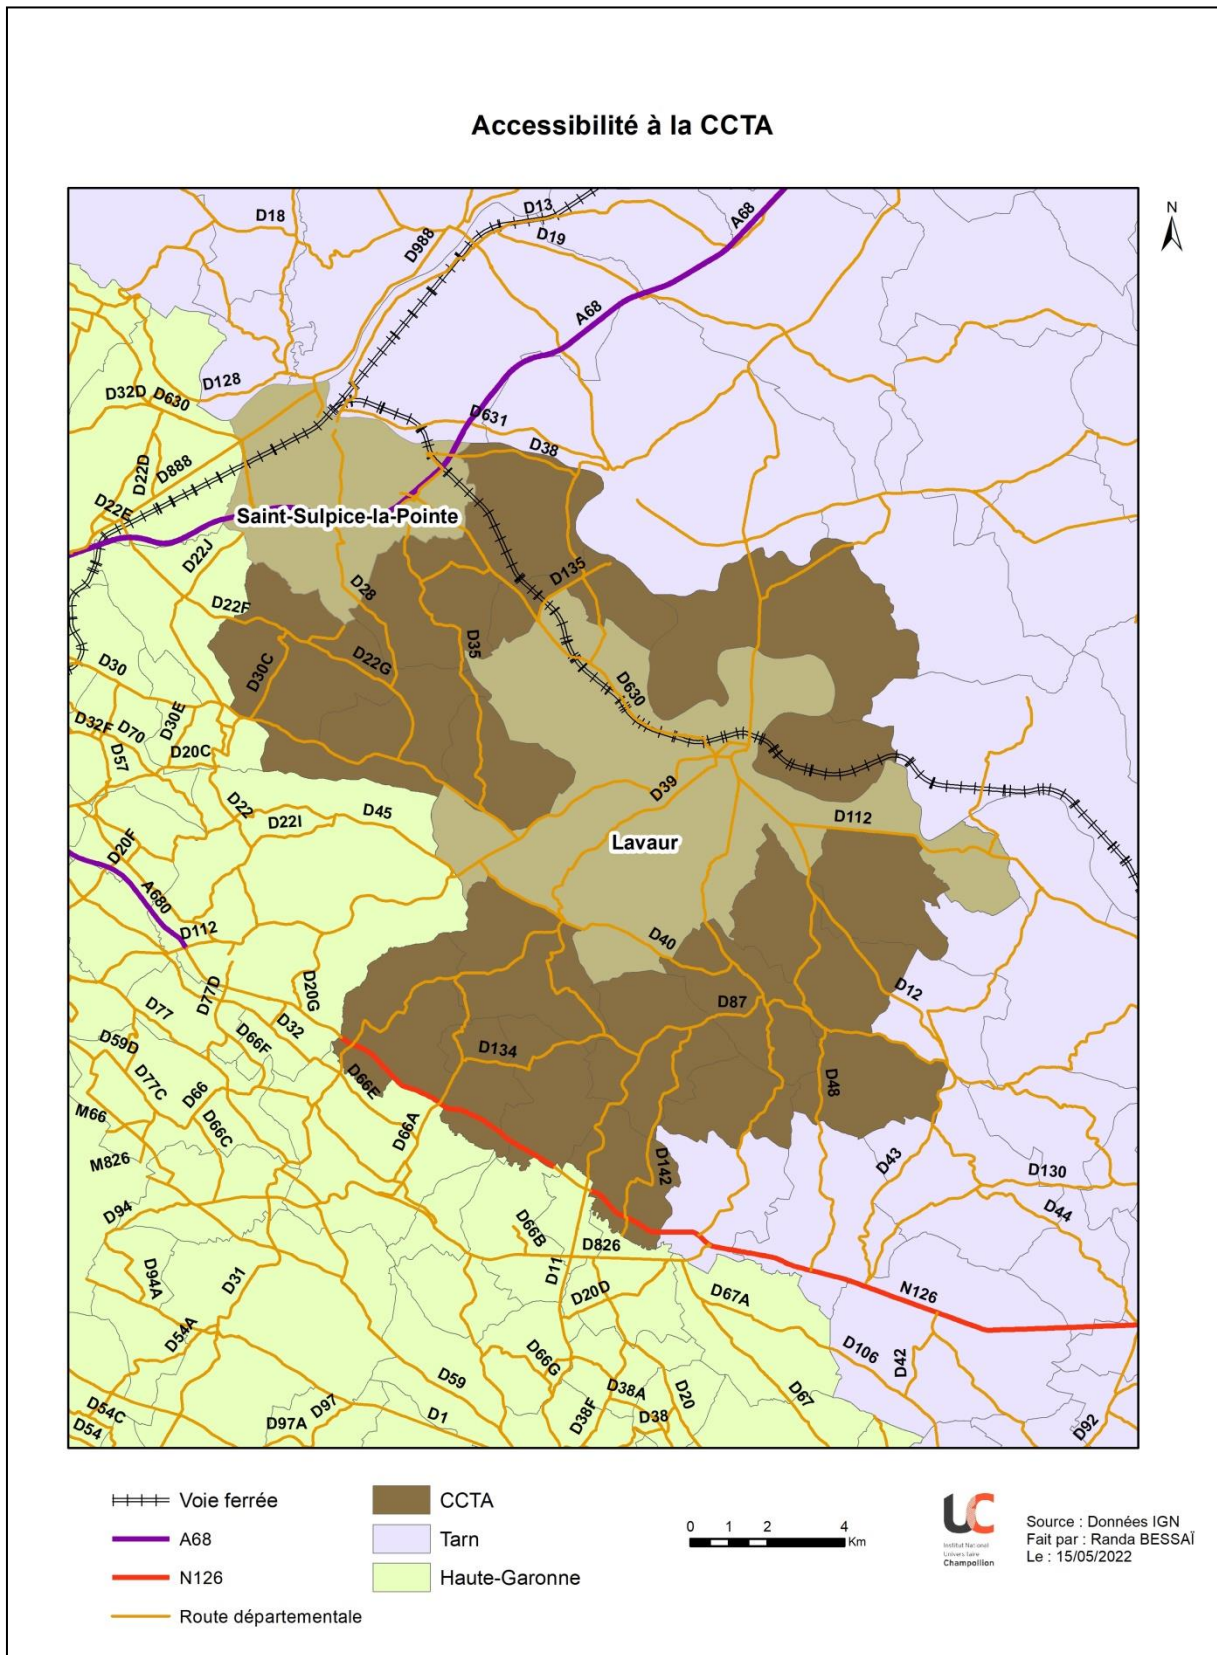 Accessibilité à la CCTA
N
D13
D18
A68
D988
D19
A68
D128
D32D
D630
D631
D38
D22D
D888
D22E
Saint-Sulpice-la-Pointe
D22J
D135
D28
D22F
D35
D30C
D22G
D30
D630
D30E
D32F
D70
D20C
D57
D39
D22
D22I
D45
D112
Lavaur
D20F
A680
D112
D40
D20G
D77D
D12
D87
D77
D32
D66F
D59D
D134
D66E
D77C
D66
D48
M66
D66C
D66A
D142
D43
M826
D130
D94
D44
D66B
D826
D11
D94A
D31
D20D
N126
D67A
D54A
D106
D42
D66G
D59
D38A
D67
D20
D54C
D97
D1
D38F
D38
D54
D97A
D92
Voie ferrée
A68
N126
Route départementale
CCTA
Tarn
Haute-Garonne
0 1 2 4
Km
Institut National
Universitaire
Champollion
Source : Données IGN
Fait par : Randa BESSAÏ
Le : 15/05/2022